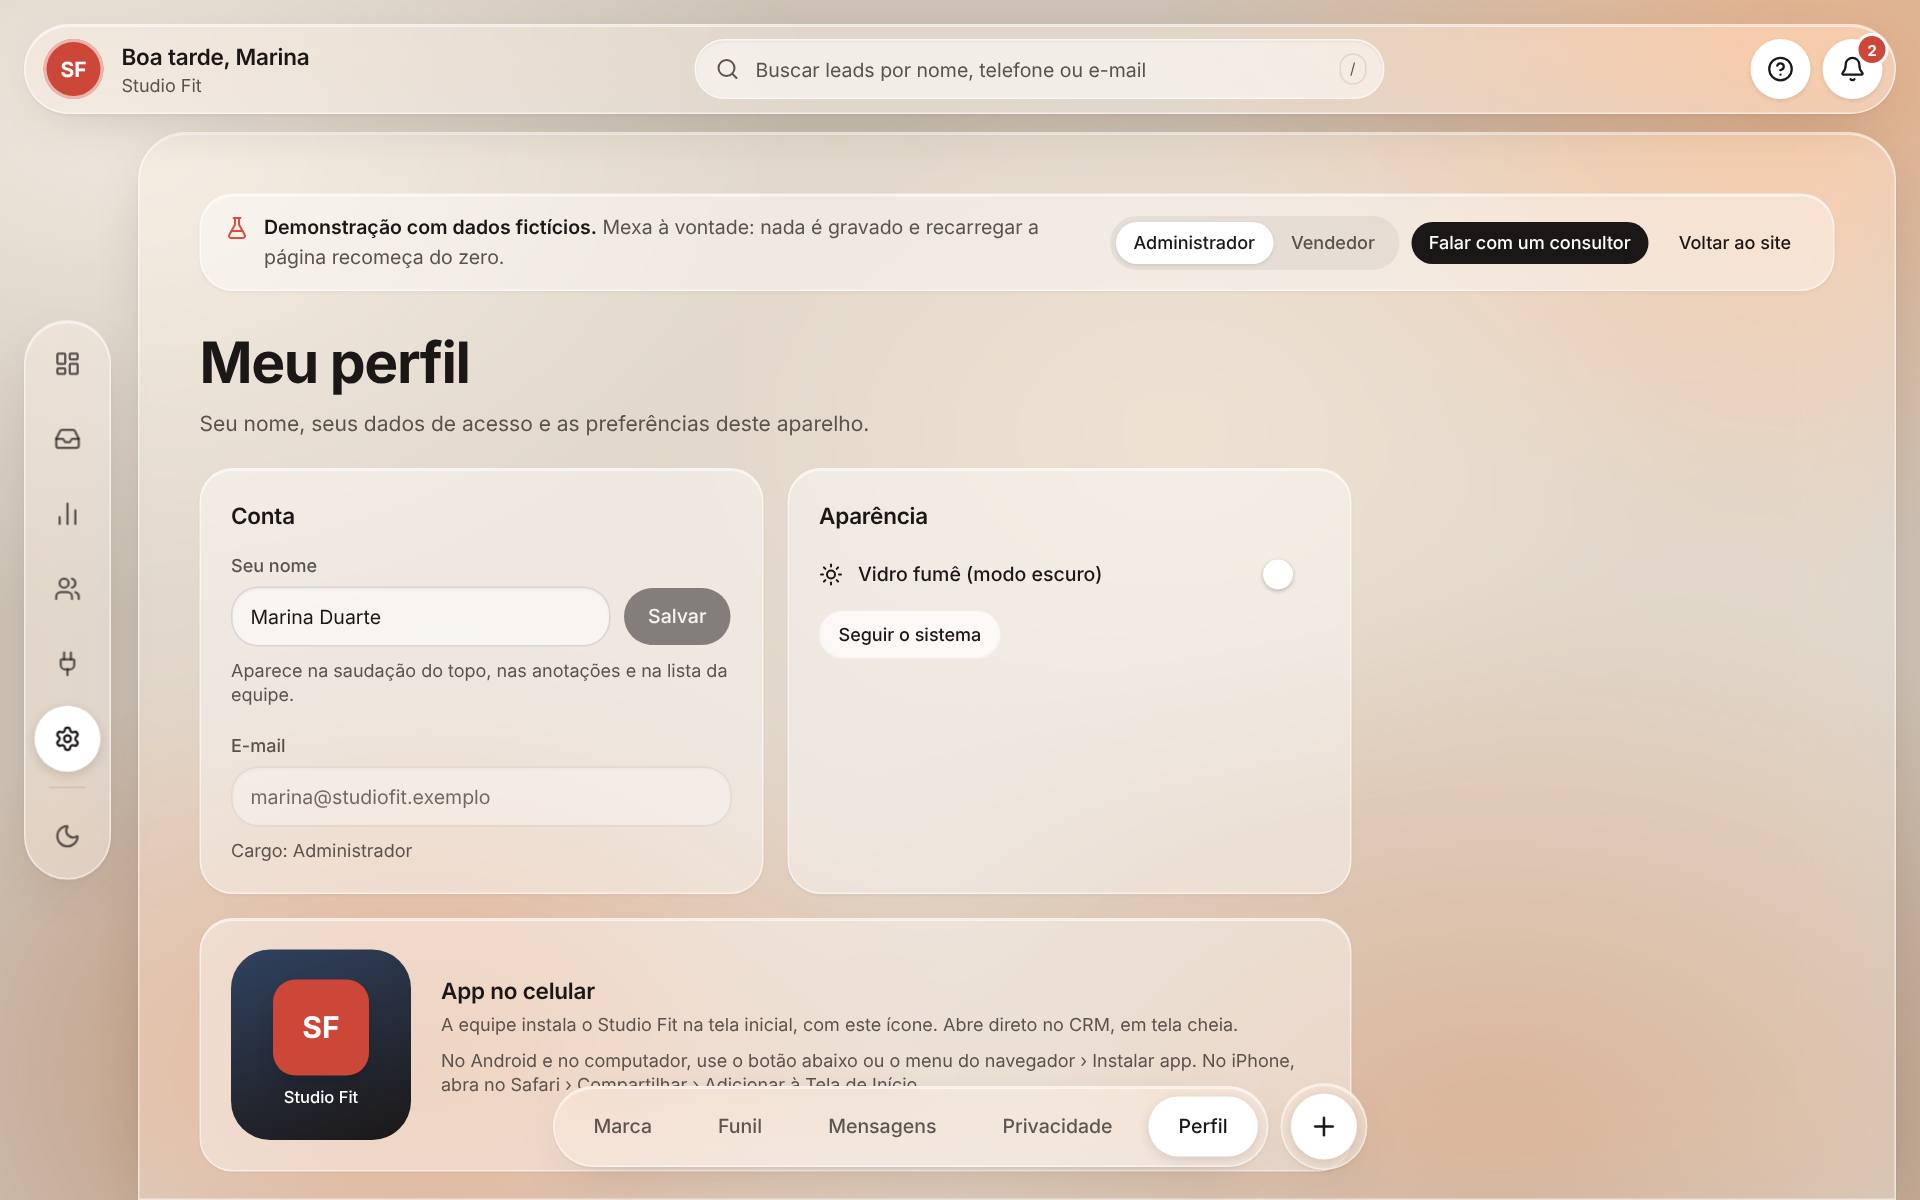 SF
Boa tarde, Marina
Studio Fit
Buscar leads por nome, telefone ou e-mail
/
2
Demonstração com dados fictícios. Mexa à vontade: nada é gravado e recarregar a
página recomeça do zero.
Administrador
Vendedor
Falar com um consultor
Voltar ao site
Meu perfil
Seu nome, seus dados de acesso e as preferências deste aparelho.
Conta
Seu nome
Marina Duarte
Salvar
Aparece na saudação do topo, nas anotações e na lista da
equipe.
E-mail
marina@studiofit.exemplo
Cargo: Administrador
Aparência
Vidro fumê (modo escuro)
Seguir o sistema
SF
Studio Fit
App no celular
A equipe instala o Studio Fit na tela inicial, com este ícone. Abre direto no CRM, em tela cheia.
No Android e no computador, use o botão abaixo ou o menu do navegador › Instalar app. No iPhone,
abra no Safari › Compartilhar › Adicionar à Tela de Início.
Marca
Funil
Mensagens
Privacidade
Perfil